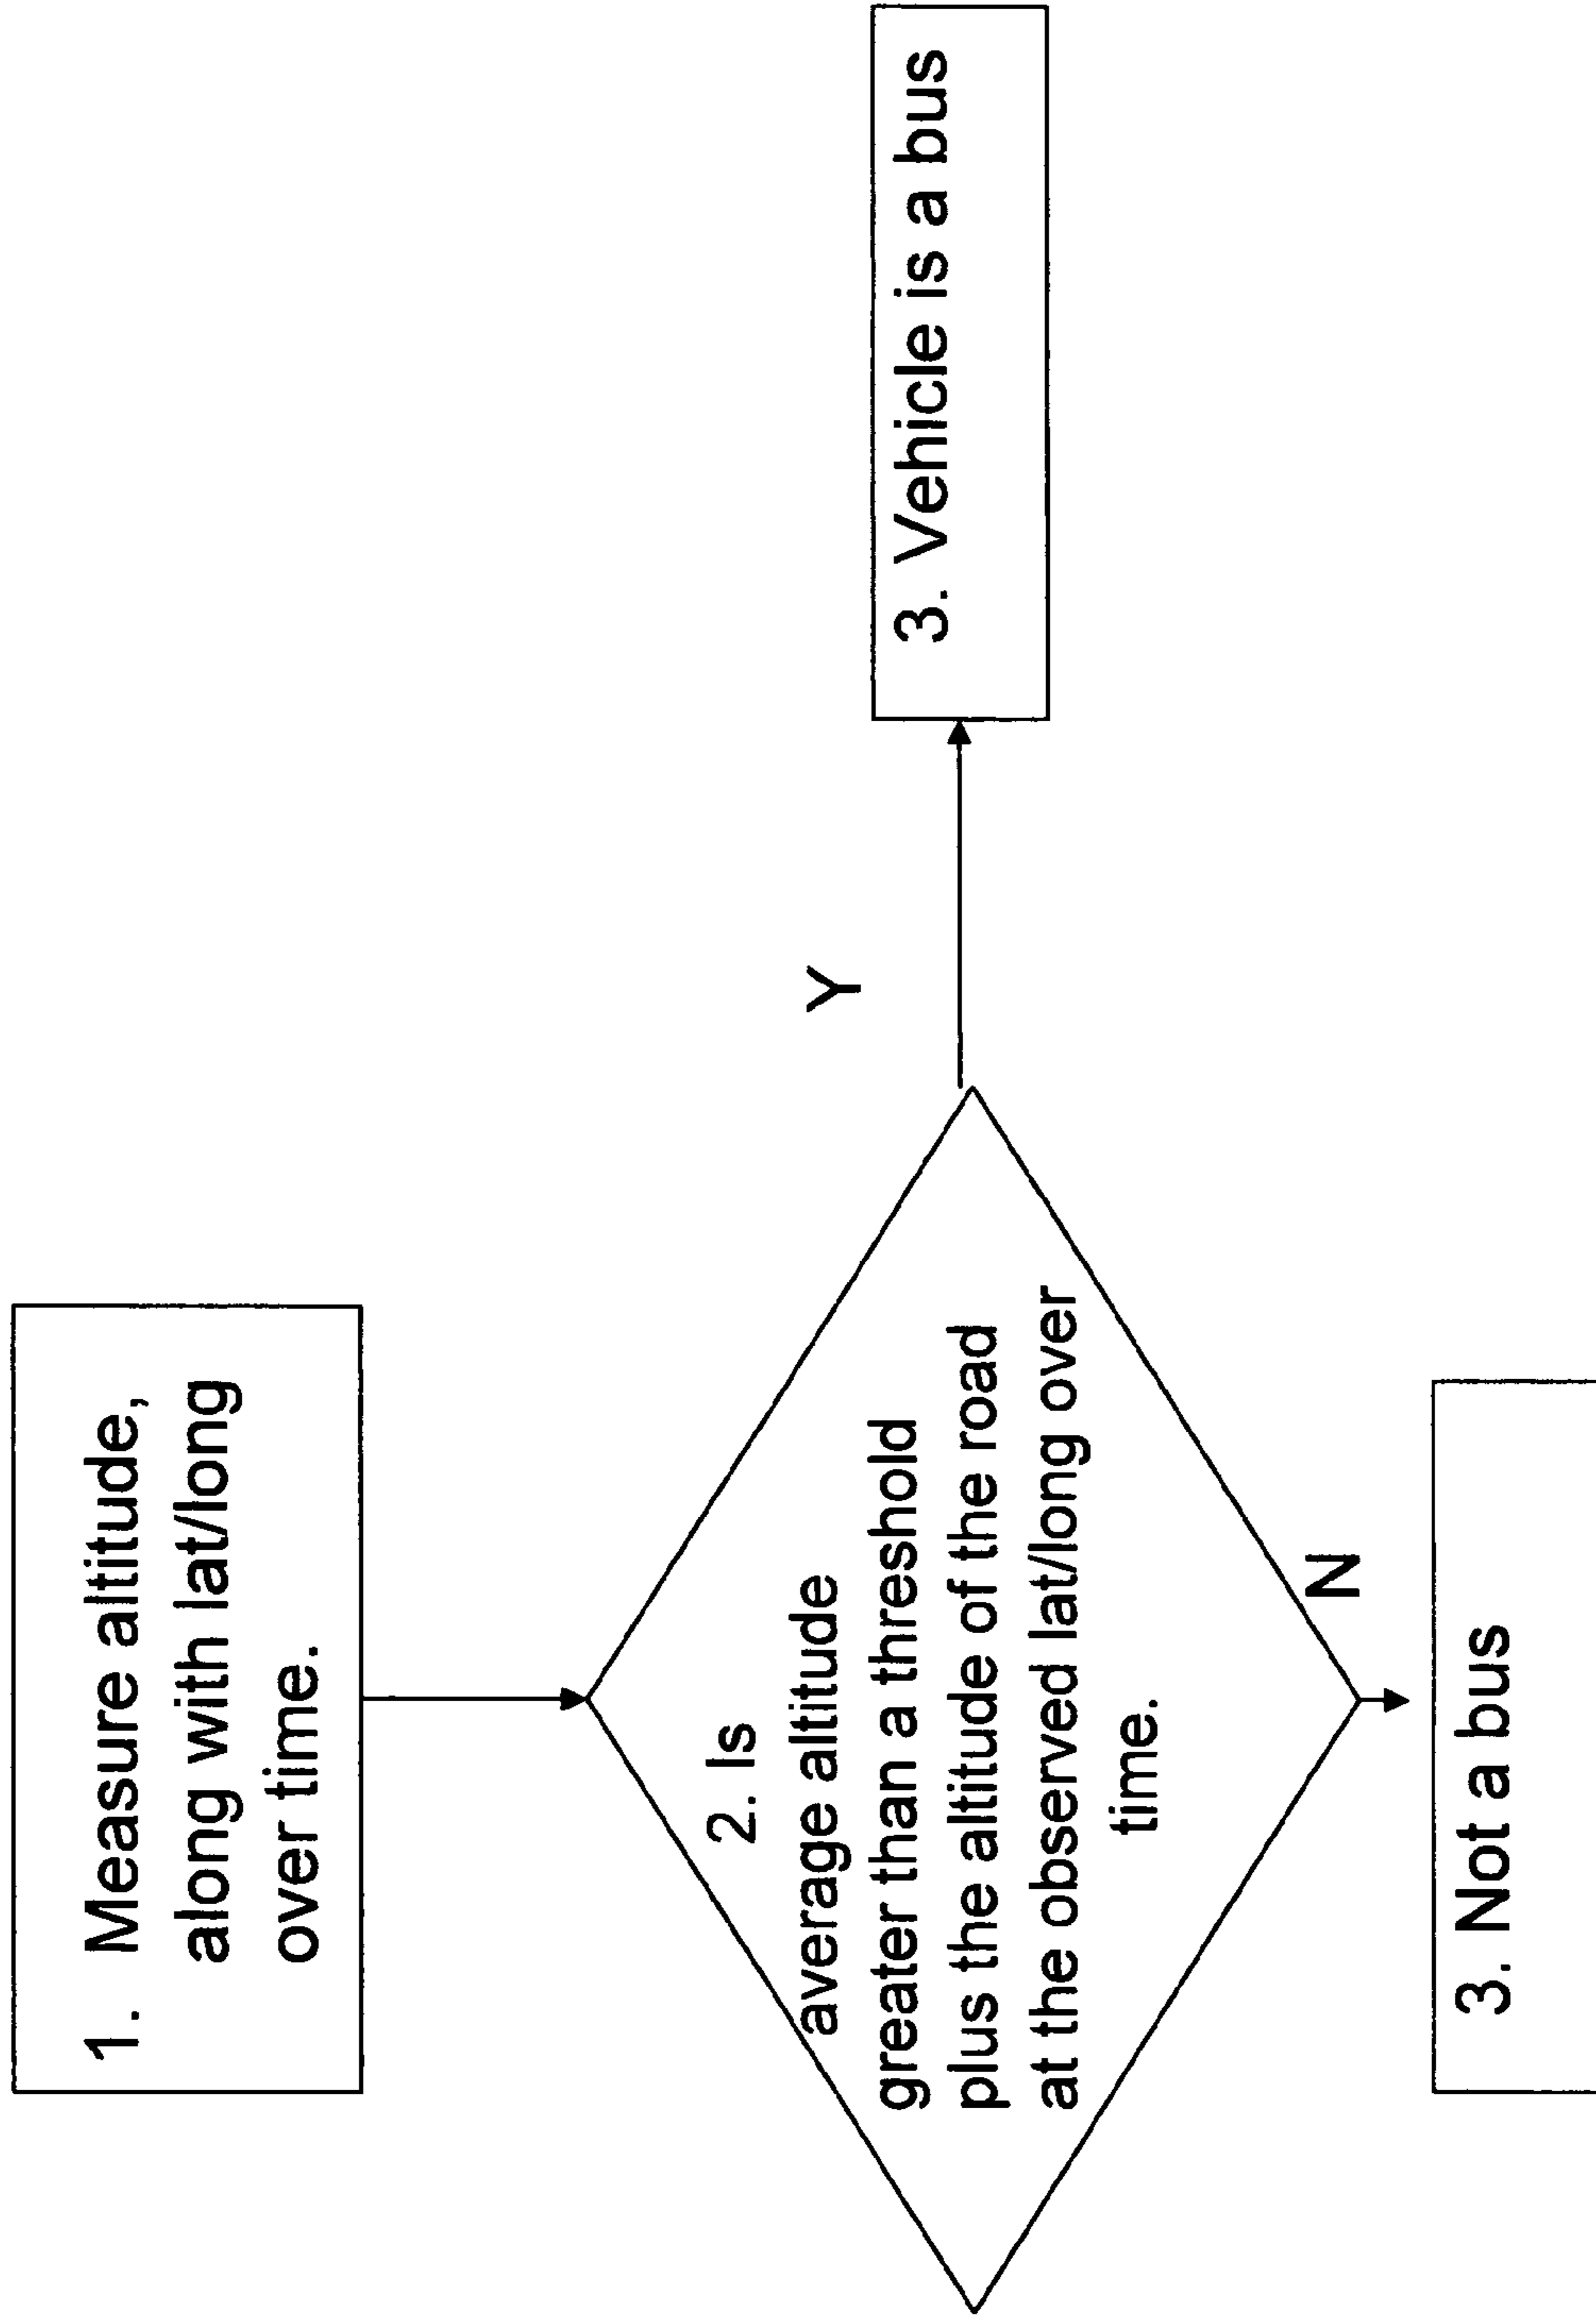 1. Measure altitude,
along with lat/long
over time.
2. Is
average altitude
greater than a threshold
plus the altitude of the road
at the observed lat/long over
time.
Y
3. Vehicle is a bus
N
3. Not a bus